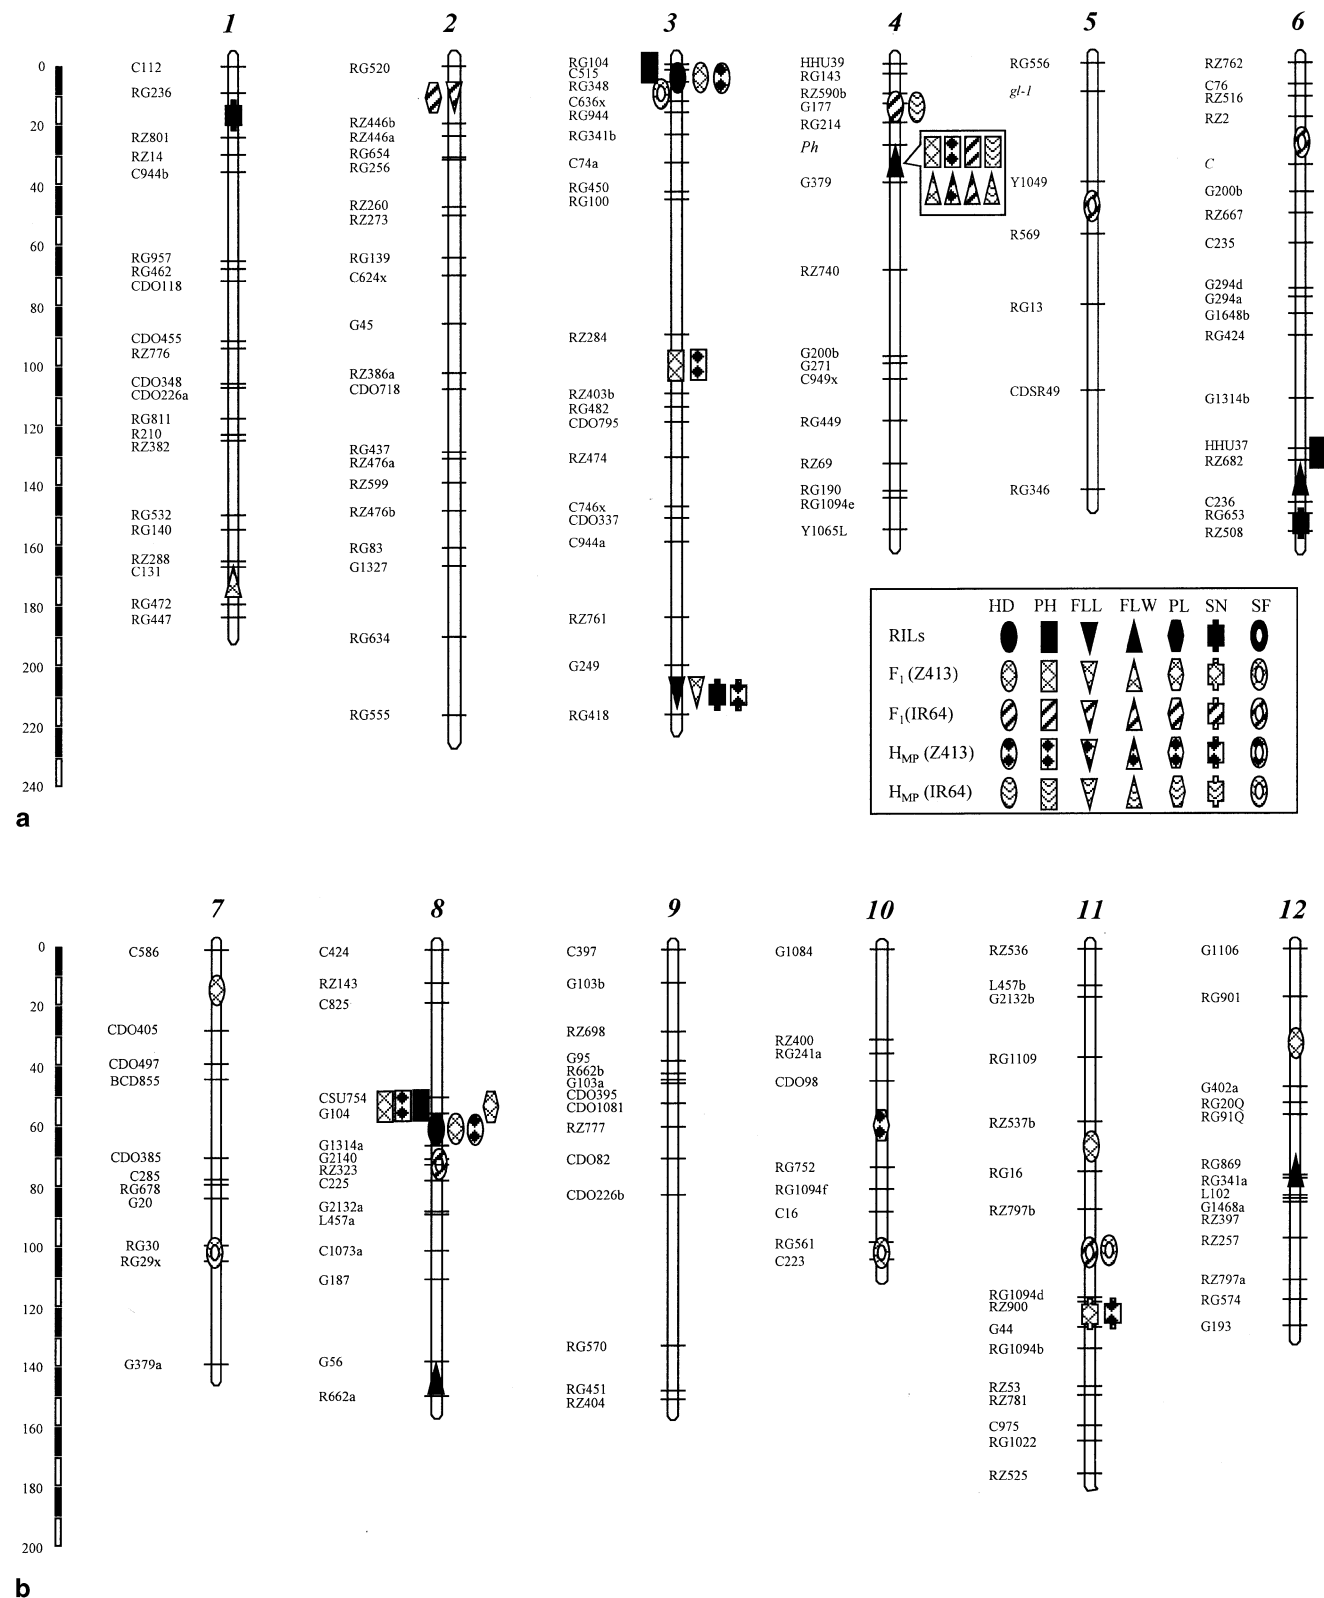 1 2 3 4 5 6
0
20
40
60
80
100
120
140
160
180
200
220
240
C112
RG236
RZ801
RZ14
C944b
RG957
RG462
CDO118
CDO455
RZ776
CDO348
CDO226a
RG811
R210
RZ382
RG532
RG140
RZ288
C131
RG472
RG447
RG520
RZ446b
RZ446a
RG654
RG256
RZ260
RZ273
RG139
C624x
G45
RZ386a
CDO718
RG437
RZ476a
RZ599
RZ476b
RG83
G1327
RG634
RG555
RG104
C515
RG348
C636x
RG944
RG341b
C74a
RG450
RG100
RZ284
RZ403b
RG482
CDO795
RZ474
C746x
CDO337
C944a
RZ761
G249
RG418
HHU39
RG143
RZ590b
G177
RG214
Ph
G379
RZ740
G200b
G271
C949x
RG449
RZ69
RG190
RG1094e
Y1065L
RG556
gl-1
Y1049
R569
RG13
CDSR49
RG346
RZ762
C76
RZ516
RZ2
C
G200b
RZ667
C235
G294d
G294a
G1648b
RG424
G1314b
HHU37
RZ682
C236
RG653
RZ508
HD PH FLL FLW PL SN SF
RILs
F1 (Z413)
F1(IR64)
HMP (Z413)
HMP (IR64)
a
7 8 9 10 11 12
0
20
40
60
80
100
120
140
160
180
200
C586
CDO405
CDO497
BCD855
CDO385
C285
RG678
G20
RG30
RG29x
G379a
C424
RZ143
C825
CSU754
G104
G1314a
G2140
RZ323
C225
G2132a
L457a
C1073a
G187
G56
R662a
C397
G103b
RZ698
G95
R662b
G103a
CDO395
CDO1081
RZ777
CDO82
CDO226b
RG570
RG451
RZ404
G1084
RZ400
RG241a
CDO98
RG752
RG1094f
C16
RG561
C223
RZ536
L457b
G2132b
RG1109
RZ537b
RG16
RZ797b
RG1094d
RZ900
G44
RG1094b
RZ53
RZ781
C975
RG1022
RZ525
G1106
RG901
G402a
RG20Q
RG91Q
RG869
RG341a
L102
G1468a
RZ397
RZ257
RZ797a
RG574
G193
b